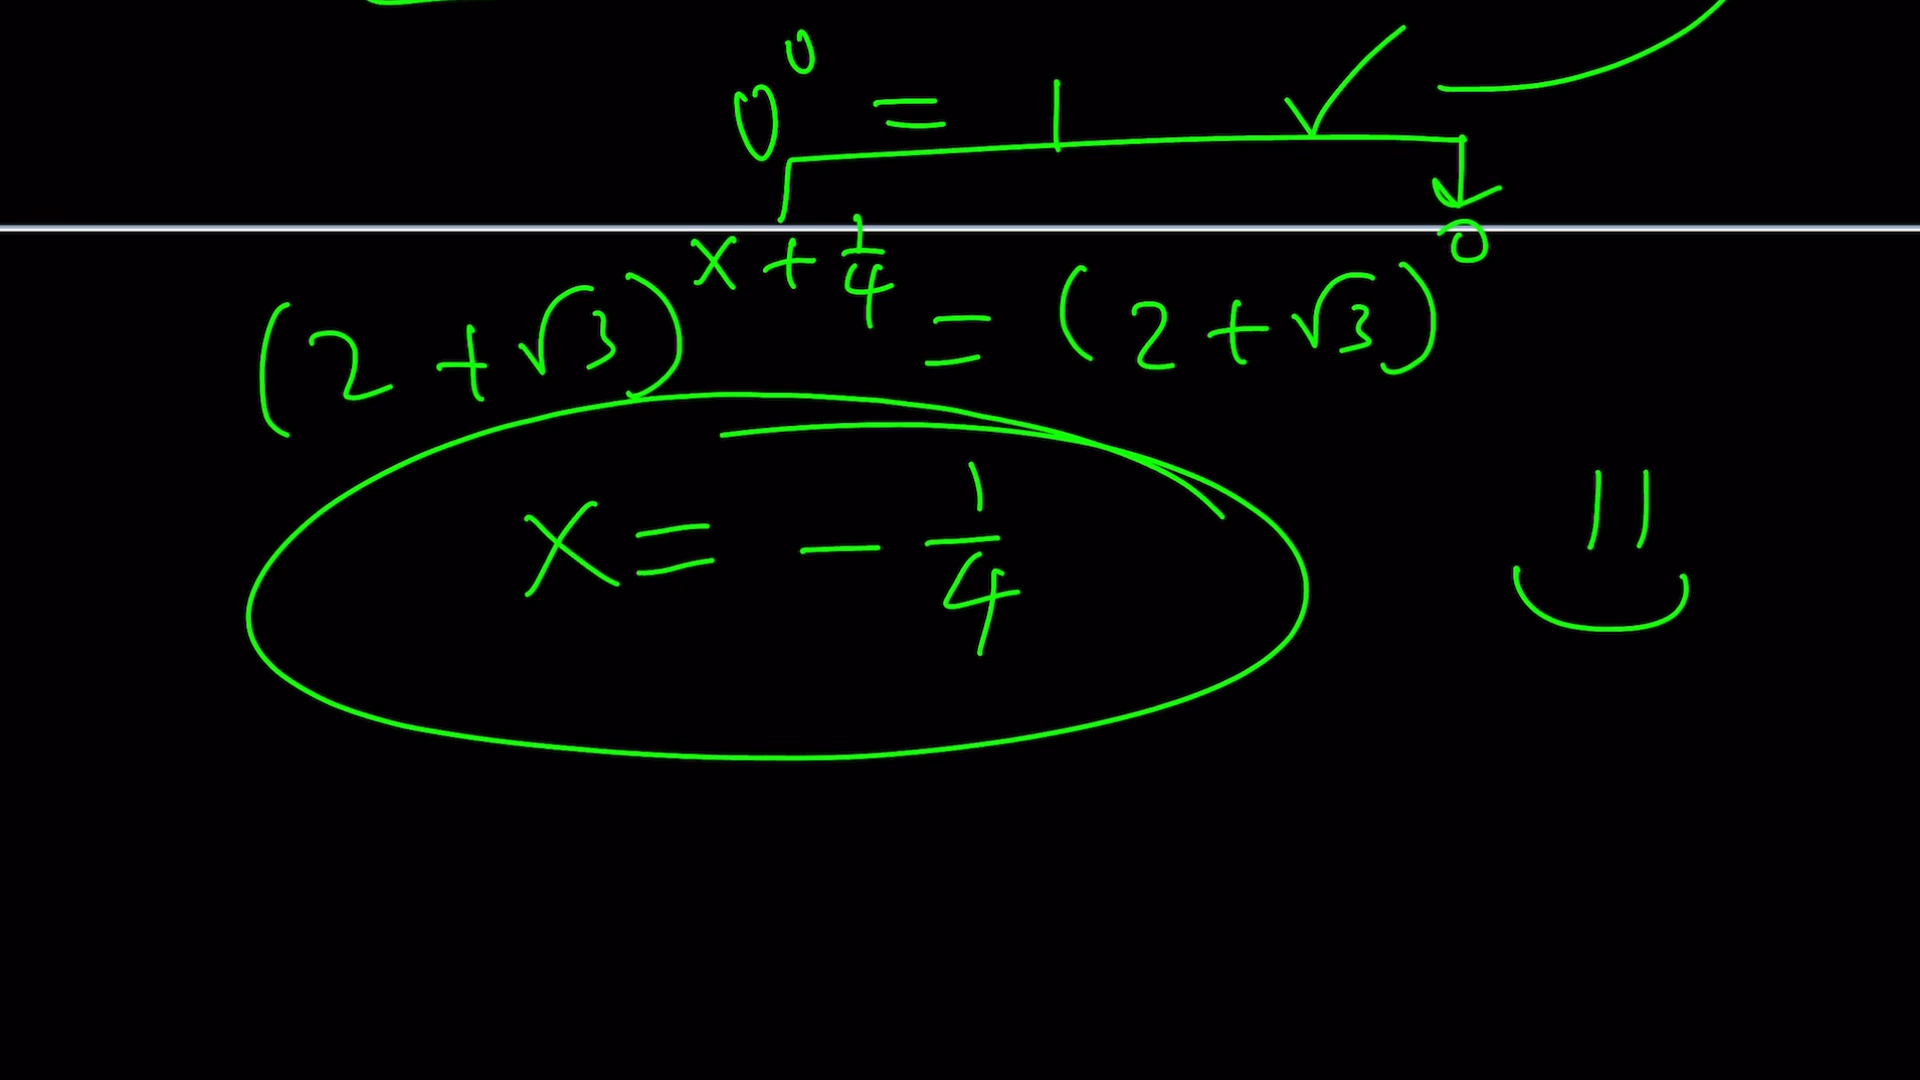 0⁰ = 1 ✓
(2 + √3)^(x + 1/4) = (2 + √3)^0
x = - 1/4